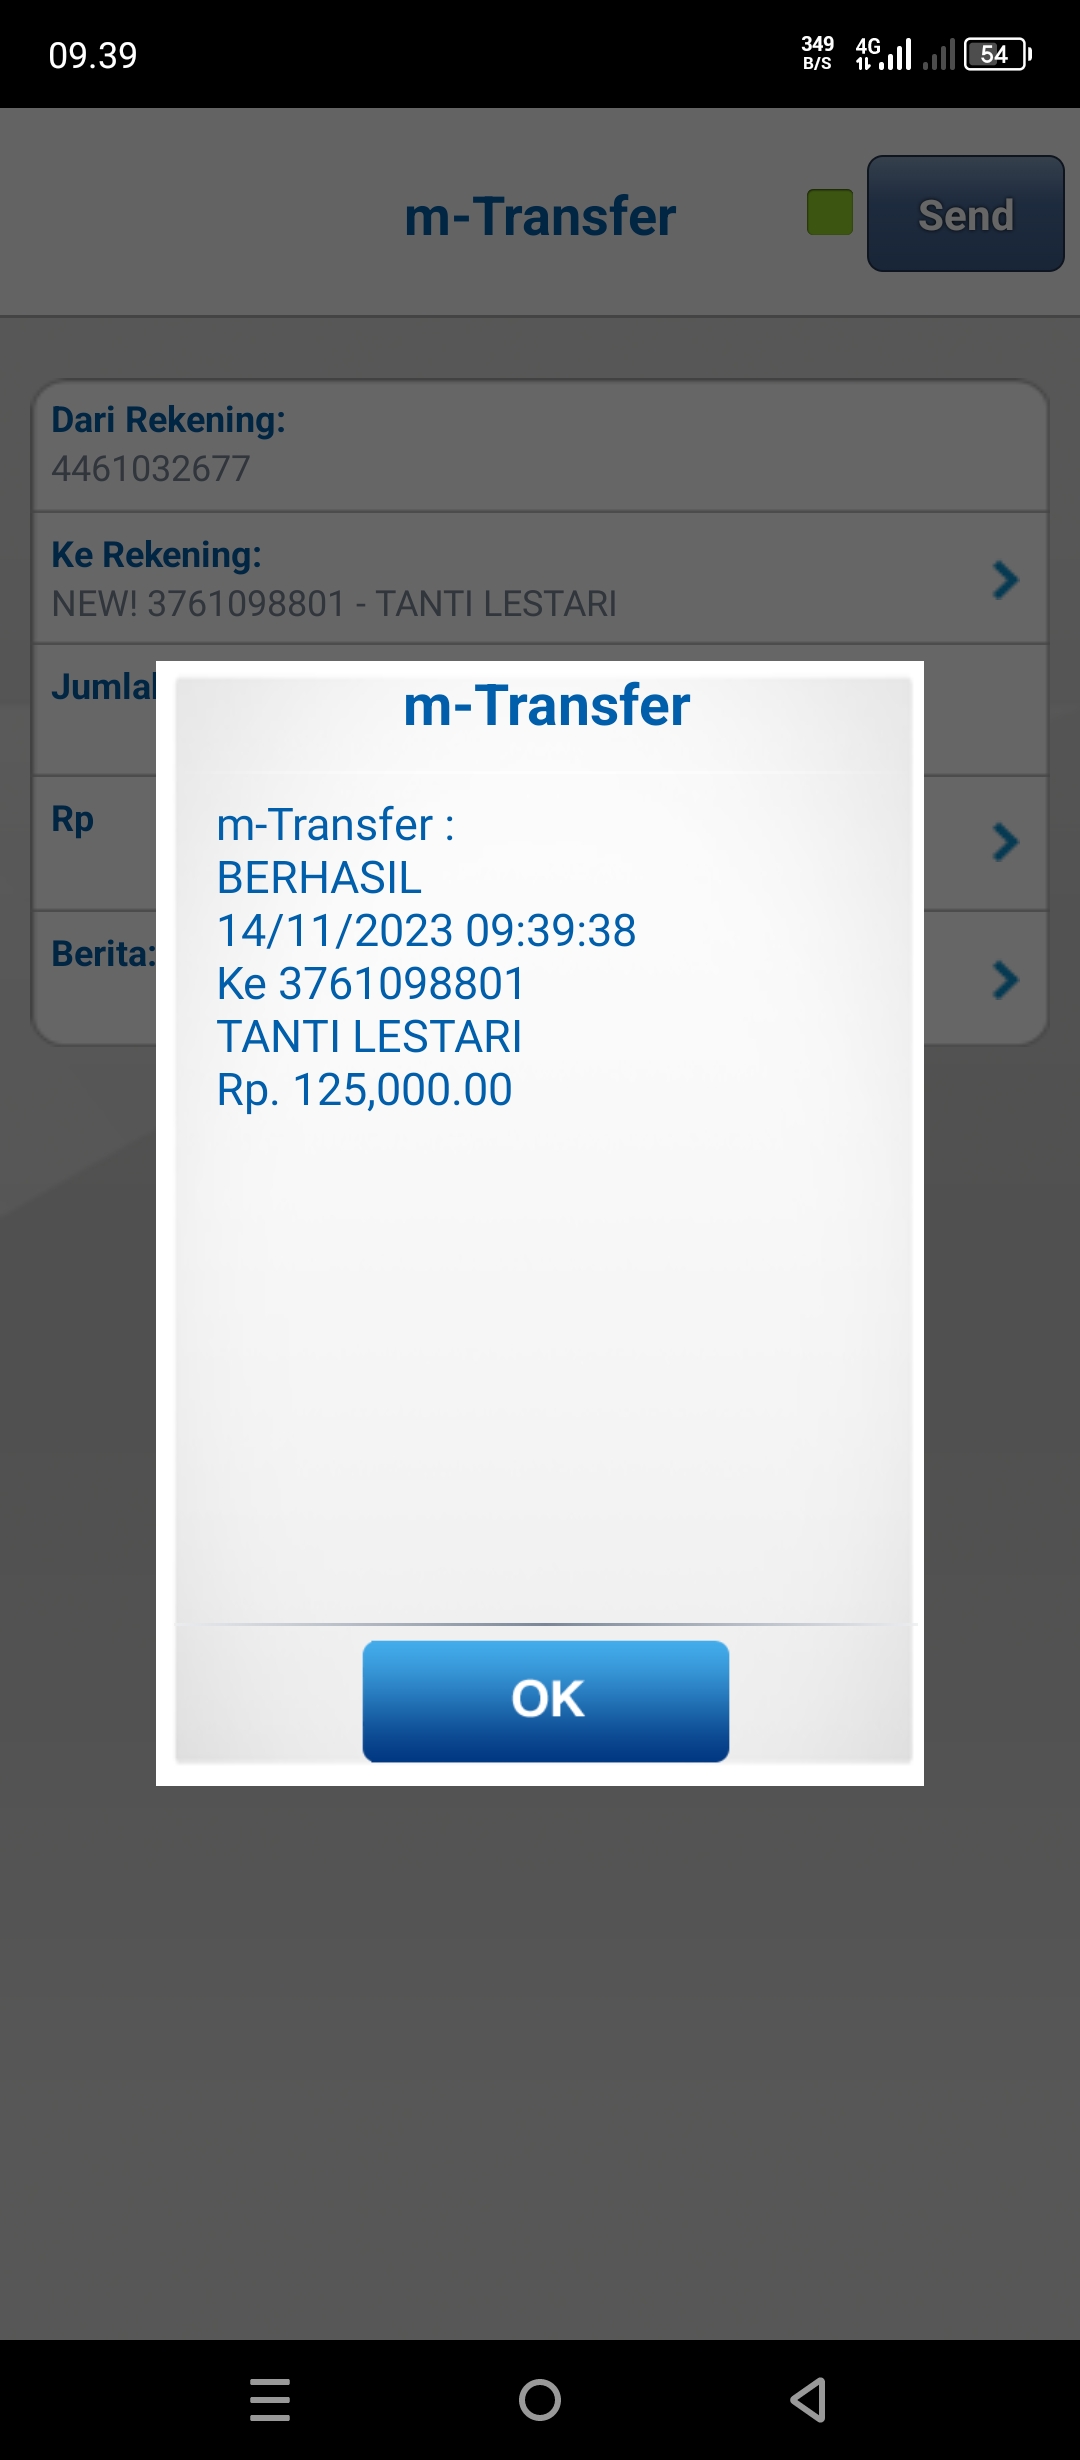 09.39
349
B/S
4G
54
m-Transfer
Send
Dari Rekening:
4461032677
Ke Rekening:
NEW! 3761098801 - TANTI LESTARI
Rp
Berita:
m-Transfer
m-Transfer :
BERHASIL
14/11/2023 09:39:38
Ke 3761098801
TANTI LESTARI
Rp. 125,000.00
OK